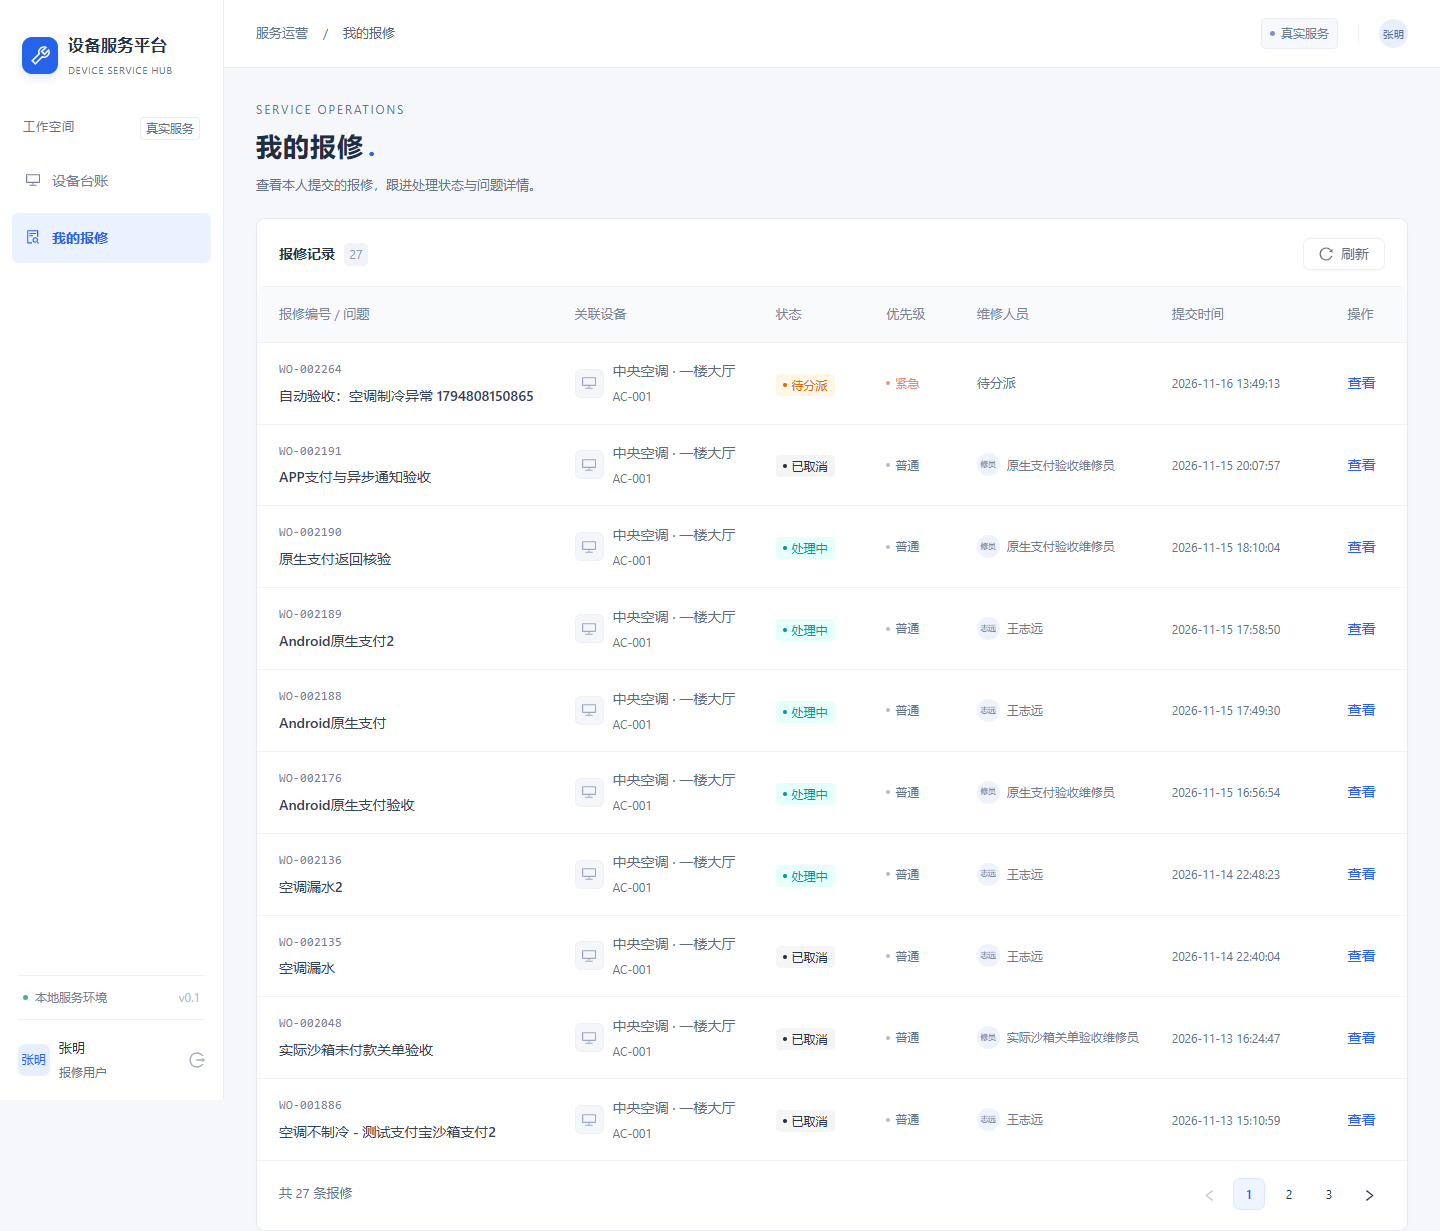 设备服务平台
DEVICE SERVICE HUB
工作空间
真实服务
设备台账
我的报修
本地服务环境
v0.1
张明
张明
报修用户
服务运营 / 我的报修
真实服务
张明
SERVICE OPERATIONS
我的报修.
查看本人提交的报修，跟进处理状态与问题详情。
报修记录 27
刷新
报修编号 / 问题 关联设备 状态 优先级 维修人员 提交时间 操作
WO-002264
自动验收：空调制冷异常 1794808150865
中央空调 · 一楼大厅
AC-001
待分派 紧急 待分派 2026-11-16 13:49:13 查看
WO-002191
APP支付与异步通知验收
中央空调 · 一楼大厅
AC-001
已取消 普通 修员 原生支付验收维修员 2026-11-15 20:07:57 查看
WO-002190
原生支付返回核验
中央空调 · 一楼大厅
AC-001
处理中 普通 修员 原生支付验收维修员 2026-11-15 18:10:04 查看
WO-002189
Android原生支付2
中央空调 · 一楼大厅
AC-001
处理中 普通 志远 王志远 2026-11-15 17:58:50 查看
WO-002188
Android原生支付
中央空调 · 一楼大厅
AC-001
处理中 普通 志远 王志远 2026-11-15 17:49:30 查看
WO-002176
Android原生支付验收
中央空调 · 一楼大厅
AC-001
处理中 普通 修员 原生支付验收维修员 2026-11-15 16:56:54 查看
WO-002136
空调漏水2
中央空调 · 一楼大厅
AC-001
处理中 普通 志远 王志远 2026-11-14 22:48:23 查看
WO-002135
空调漏水
中央空调 · 一楼大厅
AC-001
已取消 普通 志远 王志远 2026-11-14 22:40:04 查看
WO-002048
实际沙箱未付款关单验收
中央空调 · 一楼大厅
AC-001
已取消 普通 修员 实际沙箱关单验收维修员 2026-11-13 16:24:47 查看
WO-001886
空调不制冷 - 测试支付宝沙箱支付2
中央空调 · 一楼大厅
AC-001
已取消 普通 志远 王志远 2026-11-13 15:10:59 查看
共 27 条报修
1 2 3